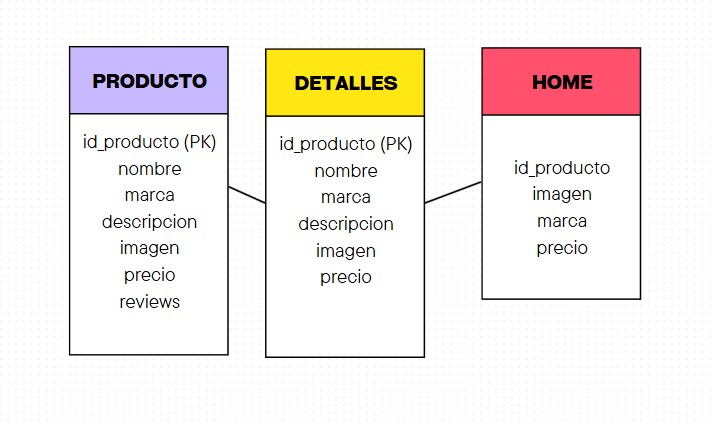 PRODUCTO
id_producto (PK)
nombre
marca
descripcion
imagen
precio
reviews
DETALLES
id_producto (PK)
nombre
marca
descripcion
imagen
precio
HOME
id_producto
imagen
marca
precio